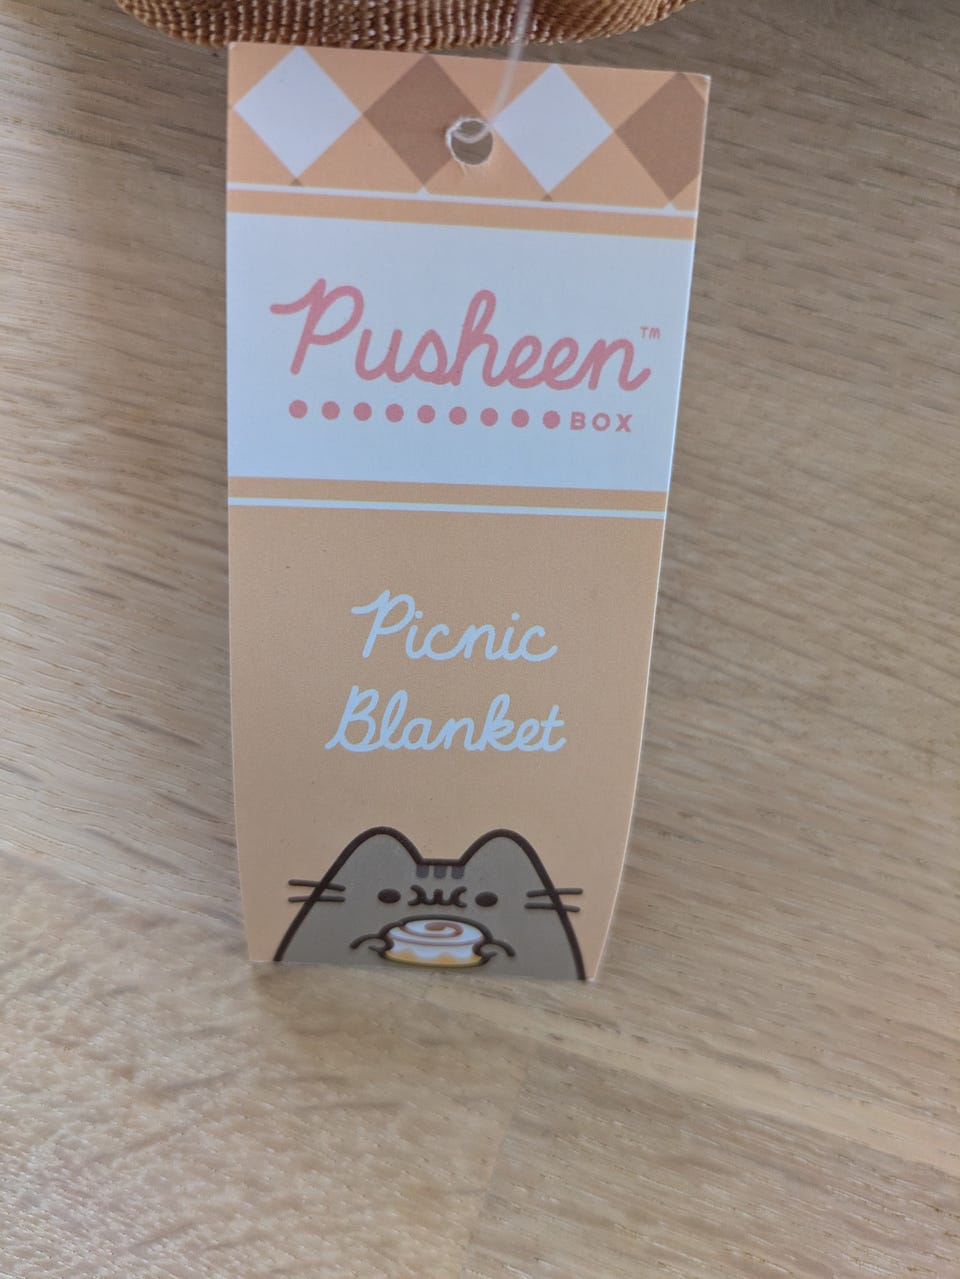 Pusheen™
BOX
Picnic
Blanket